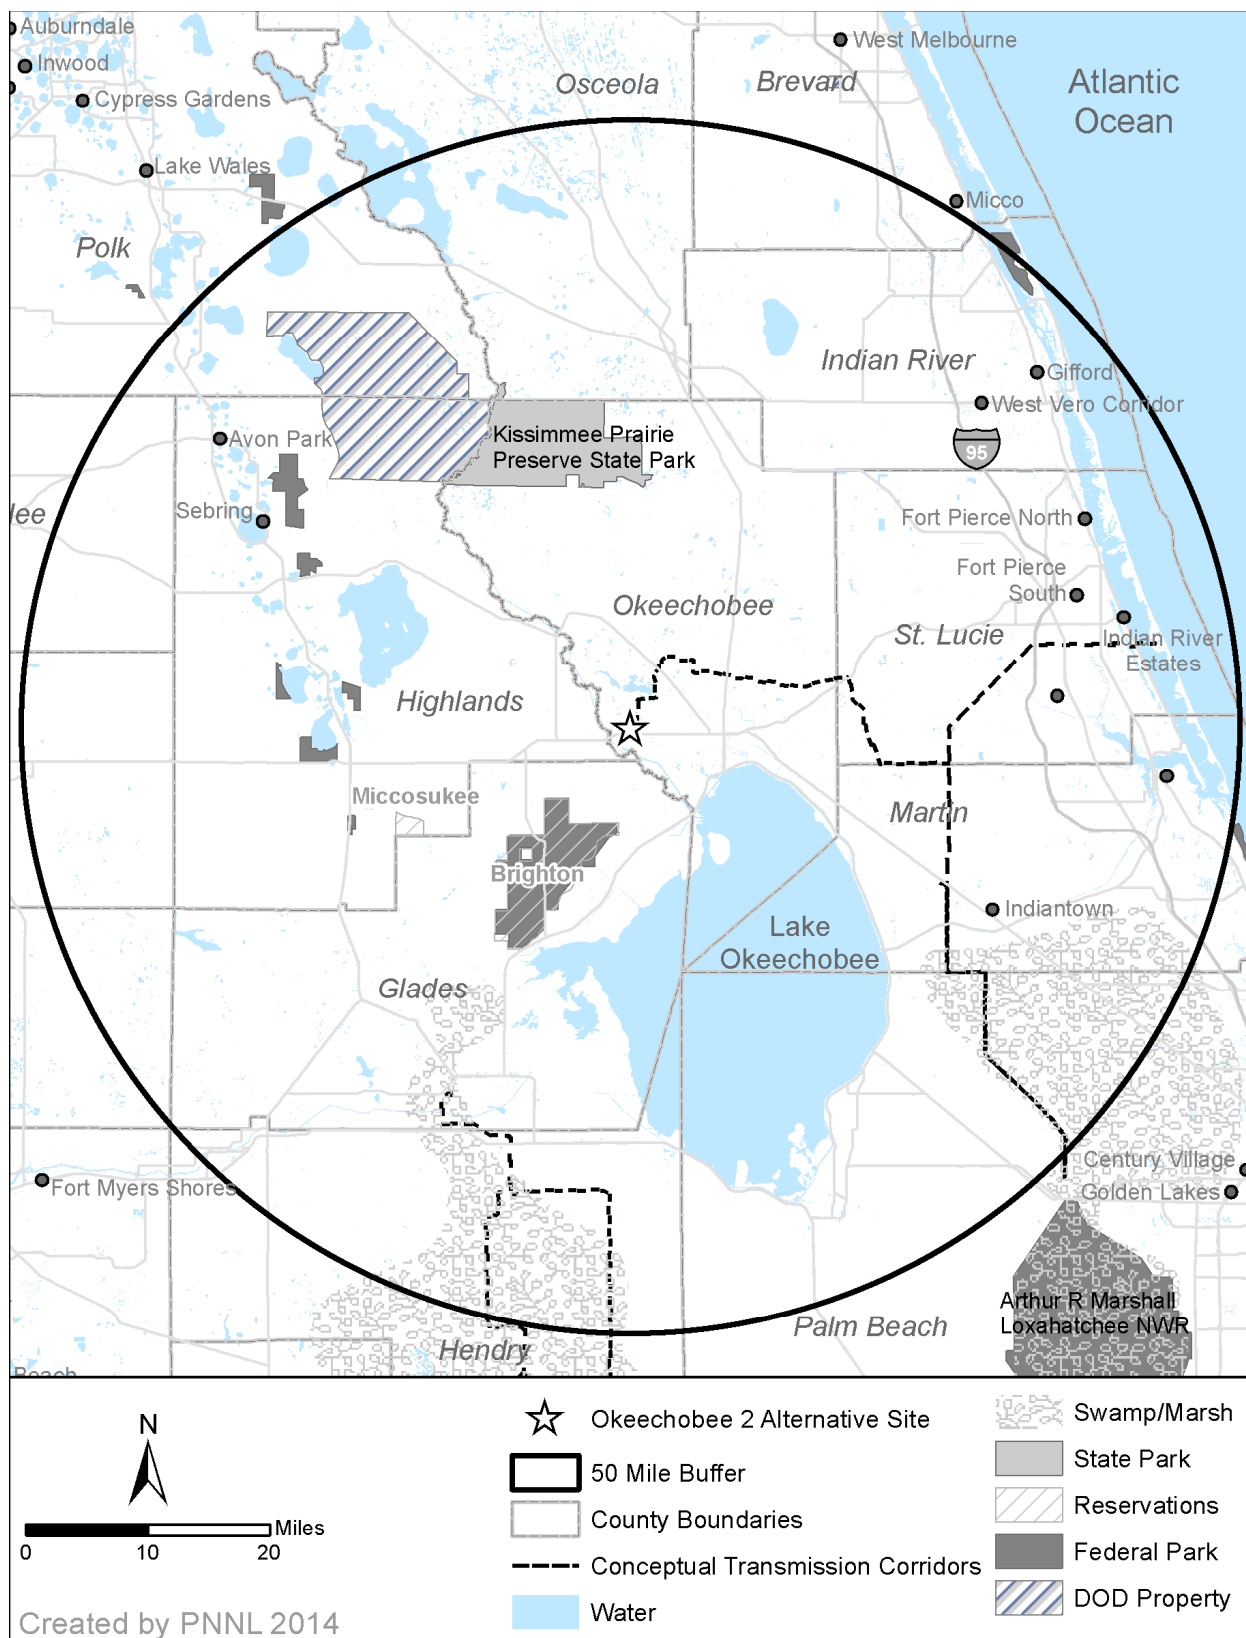 Auburndale
Inwood
Cypress Gardens
Lake Wales
Polk
Osceola
West Melbourne
Brevard
Atlantic
Ocean
Micco
Indian River
Gifford
West Vero Corridor
95
Kissimmee Prairie
Preserve State Park
Avon Park
Sebring
lee
Fort Pierce North
Fort Pierce
South
Okeechobee
St. Lucie
Indian River
Estates
Highlands
Miccosukee
Martin
Brighton
Indiantown
Lake
Okeechobee
Glades
Fort Myers Shores
Century Village
Golden Lakes
Arthur R Marshall
Loxahatchee NWR
Palm Beach
Hendry
Beach
N
Miles
0 10 20
Created by PNNL 2014
Okeechobee 2 Alternative Site
50 Mile Buffer
County Boundaries
Conceptual Transmission Corridors
Water
Swamp/Marsh
State Park
Reservations
Federal Park
DOD Property